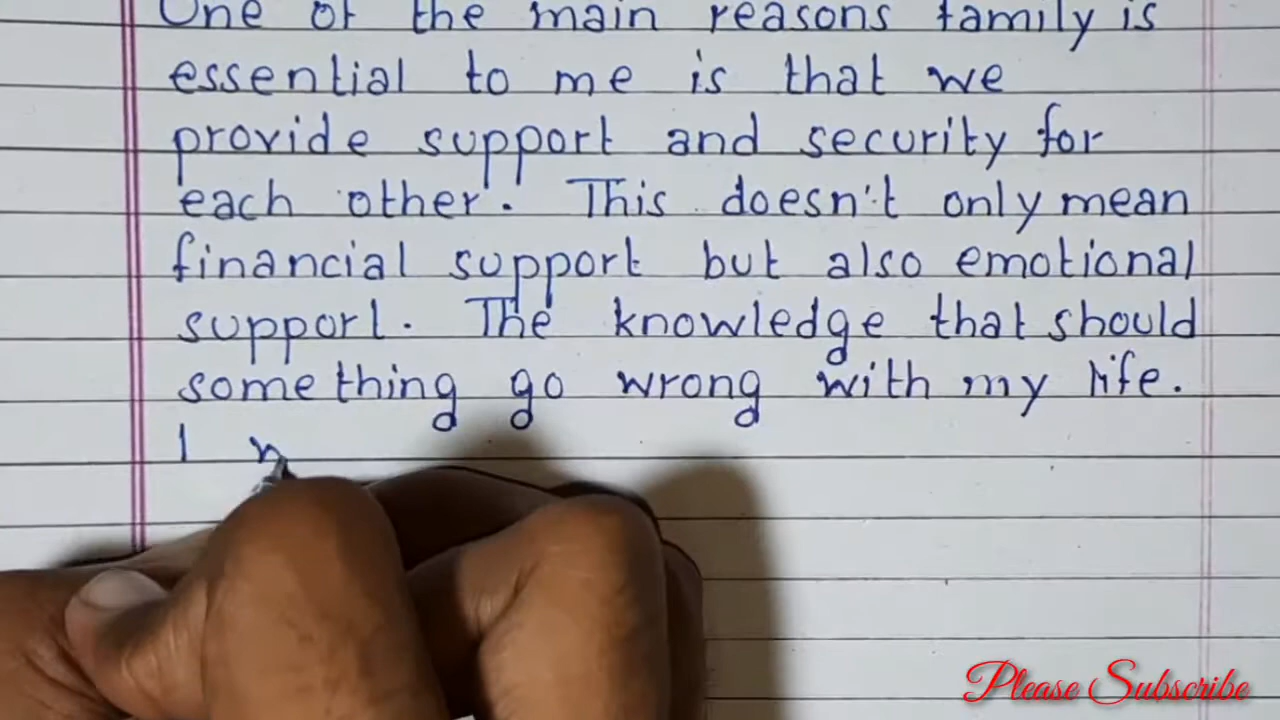 One of the main reasons family is
essential to me is that we
provide support and security for
each other. This doesn't only mean
financial support but also emotional
support. The knowledge that should
something go wrong with my life.
I
Please Subscribe